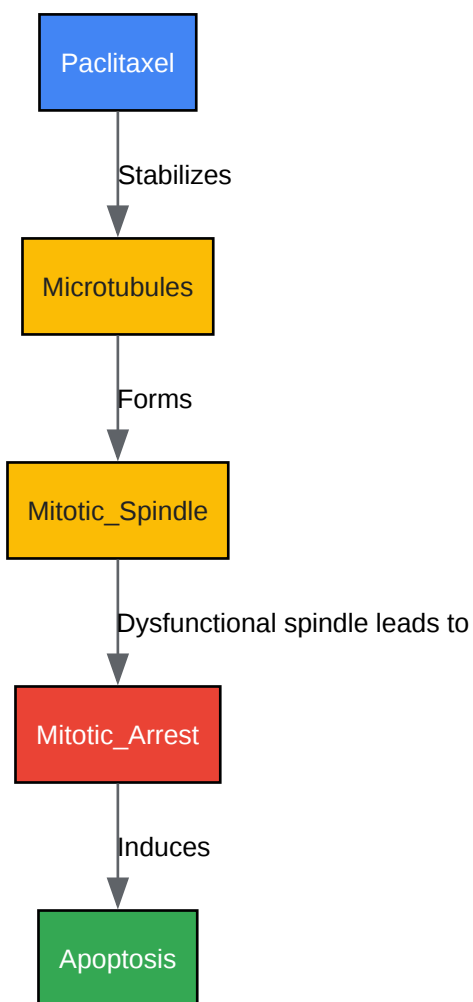 Paclitaxel
Stabilizes
Microtubules
Forms
Mitotic_Spindle
Dysfunctional spindle leads to
Mitotic_Arrest
Induces
Apoptosis